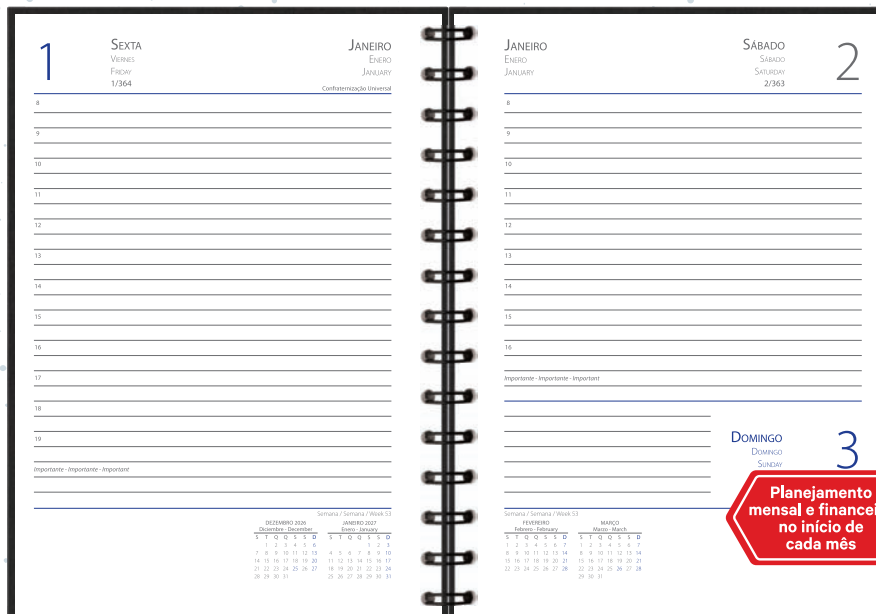 1
SEXTA
VIERNES
FRIDAY
1/364
JANEIRO
ENERO
JANUARY
Confraternização Universal
8
9
10
11
12
13
14
15
16
17
18
19
Importante - Importante - Important
Semana / Semana / Week 53
DEZEMBRO 2026
Diciembre - December
S T Q Q S S D
1 2 3 4 5 6
7 8 9 10 11 12 13
14 15 16 17 18 19 20
21 22 23 24 25 26 27
28 29 30 31
JANEIRO 2027
Enero - January
S T Q Q S S D
1 2 3
4 5 6 7 8 9 10
11 12 13 14 15 16 17
18 19 20 21 22 23 24
25 26 27 28 29 30 31
JANEIRO
ENERO
JANUARY
SÁBADO
SÁBADO
SATURDAY
2/363
2
8
9
10
11
12
13
14
15
16
Importante - Importante - Important
DOMINGO
DOMINGO
SUNDAY
3
Semana / Semana / Week 53
FEVEREIRO
Febrero - February
S T Q Q S S D
1 2 3 4 5 6 7
8 9 10 11 12 13 14
15 16 17 18 19 20 21
22 23 24 25 26 27 28
MARÇO
Marzo - March
S T Q Q S S D
1 2 3 4 5 6 7
8 9 10 11 12 13 14
15 16 17 18 19 20 21
22 23 24 25 26 27 28
29 30 31
Planejamento
mensal e financei
no início de
cada mês